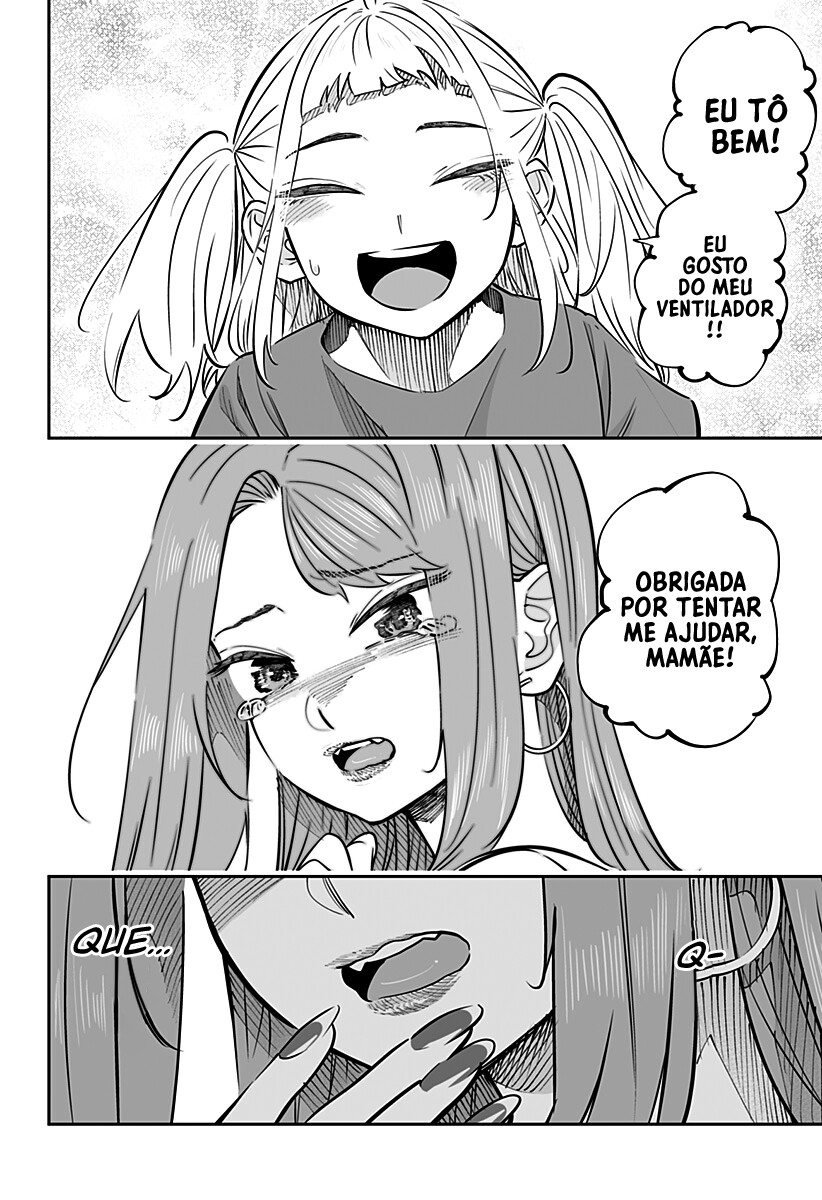 EU TÔ
BEM!
EU
GOSTO
DO MEU
VENTILADOR
!!
OBRIGADA
POR TENTAR
ME AJUDAR,
MAMÃE!
Q-
QUE...